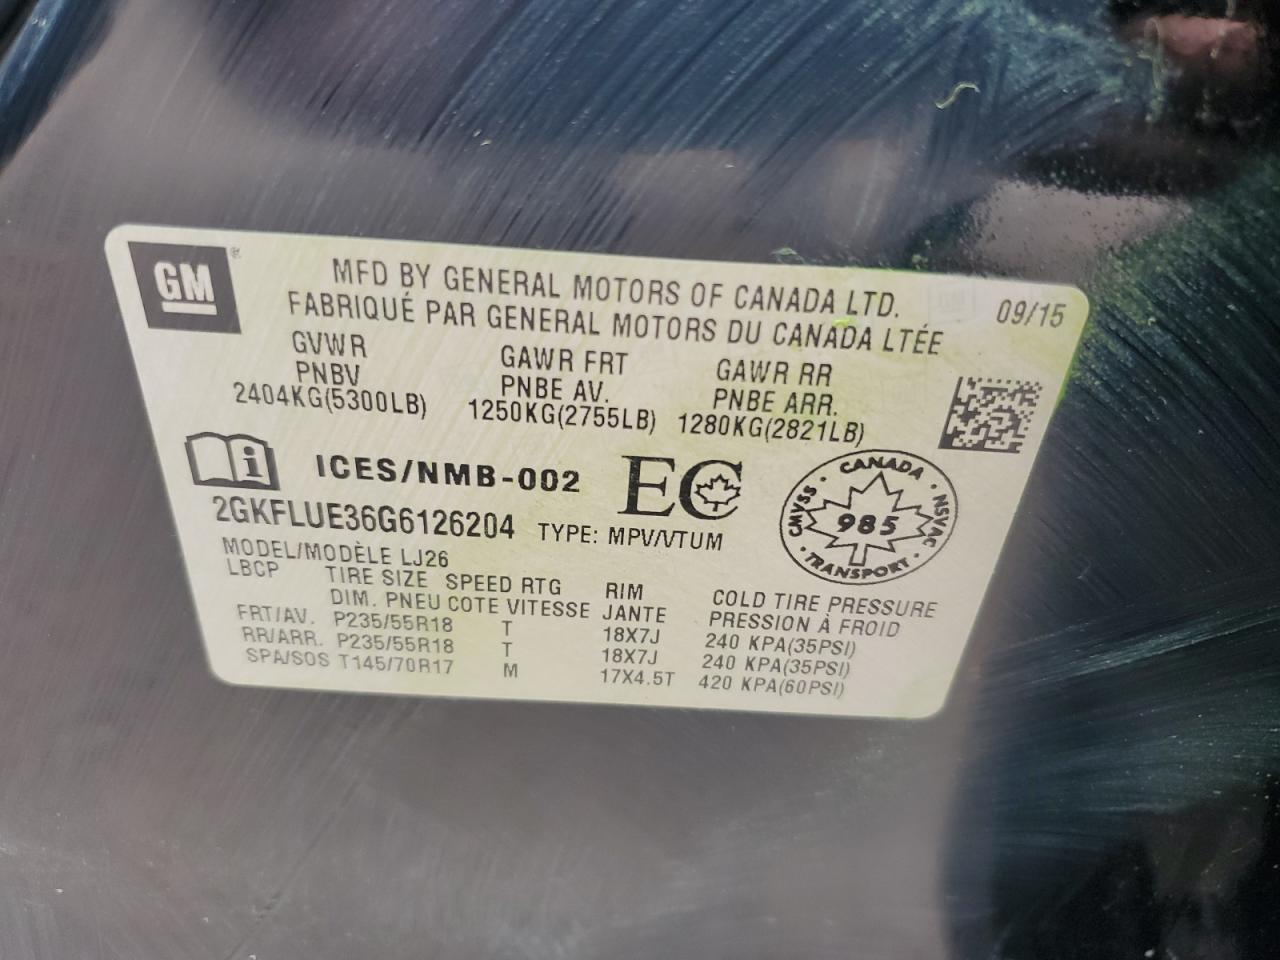 GM ®
MFD BY GENERAL MOTORS OF CANADA LTD. 09/15
FABRIQUÉ PAR GENERAL MOTORS DU CANADA LTÉE
GVWR GAWR FRT GAWR RR
PNBV PNBE AV. PNBE ARR.
2404KG(5300LB) 1250KG(2755LB) 1280KG(2821LB)
i ICES/NMB-002 EC
CANADA
CMVSS · 985 · NSVAC
· TRANSPORT ·
2GKFLUE36G6126204 TYPE: MPV/VTUM
MODEL/MODÈLE LJ26
LBCP TIRE SIZE SPEED RTG RIM COLD TIRE PRESSURE
DIM. PNEU COTE VITESSE JANTE PRESSION À FROID
FRT/AV. P235/55R18 T 18X7J 240 KPA(35PSI)
RR/ARR. P235/55R18 T 18X7J 240 KPA(35PSI)
SPA/SOS T145/70R17 M 17X4.5T 420 KPA(60PSI)